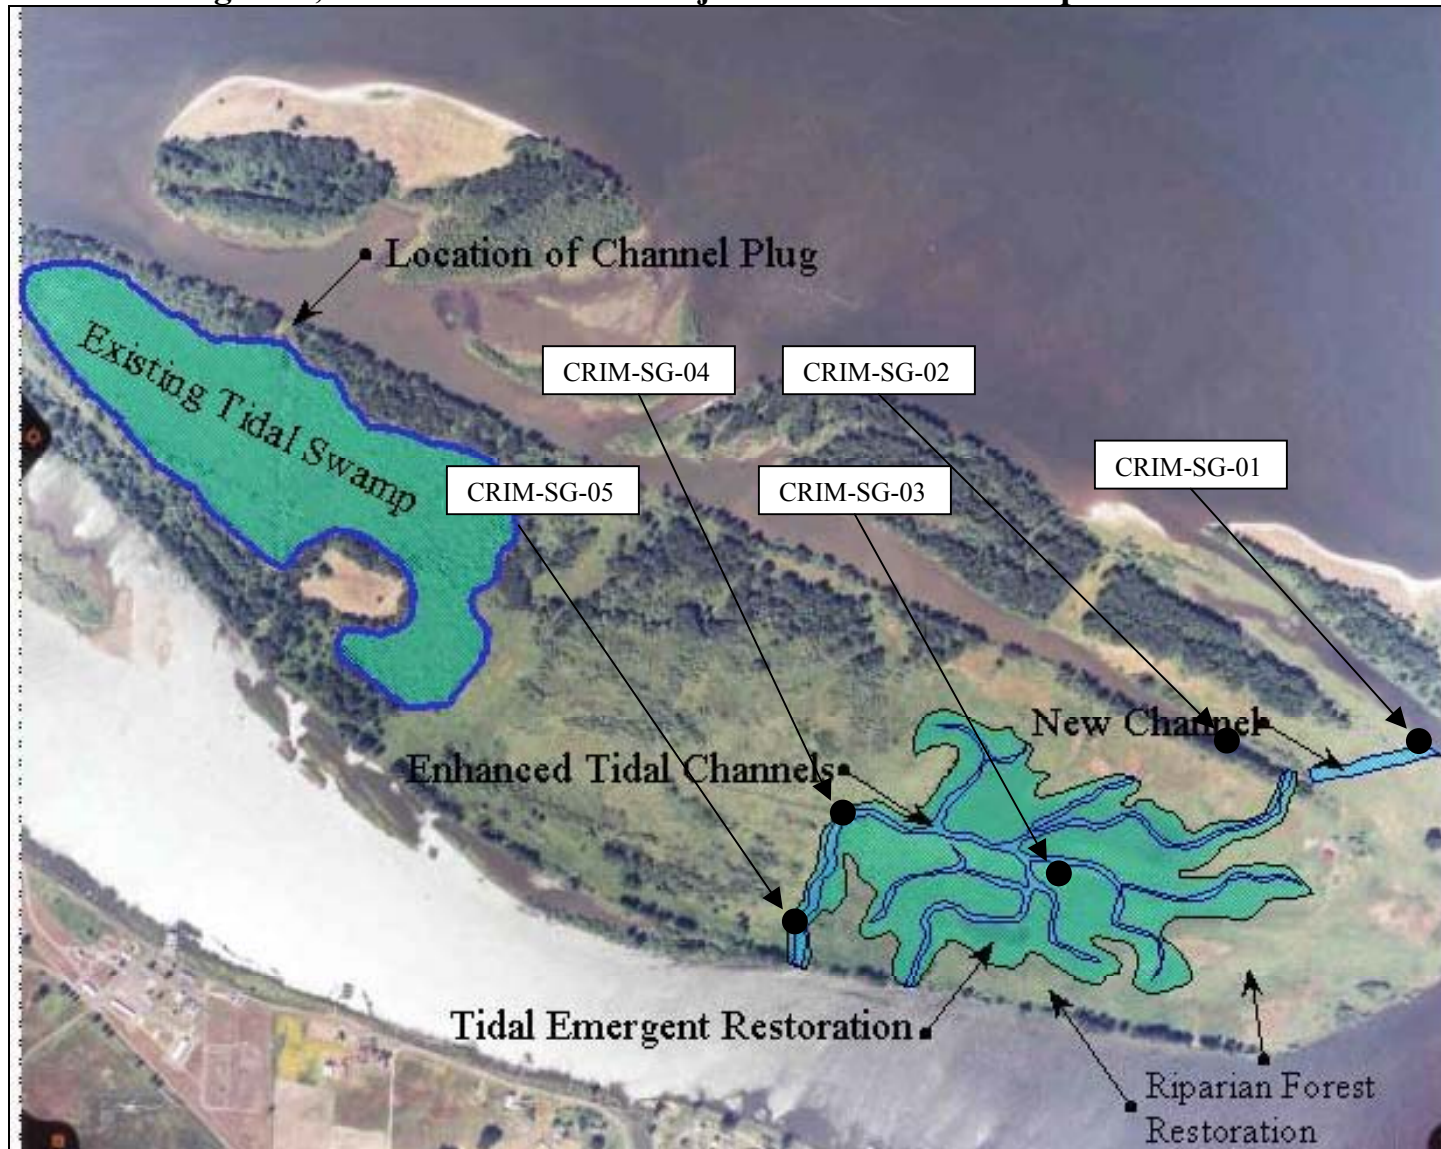 Location of Channel Plug
Existing Tidal Swamp
CRIM-SG-04
CRIM-SG-02
CRIM-SG-01
CRIM-SG-05
CRIM-SG-03
New Channel
Enhanced Tidal Channels
Tidal Emergent Restoration
Riparian Forest
Restoration